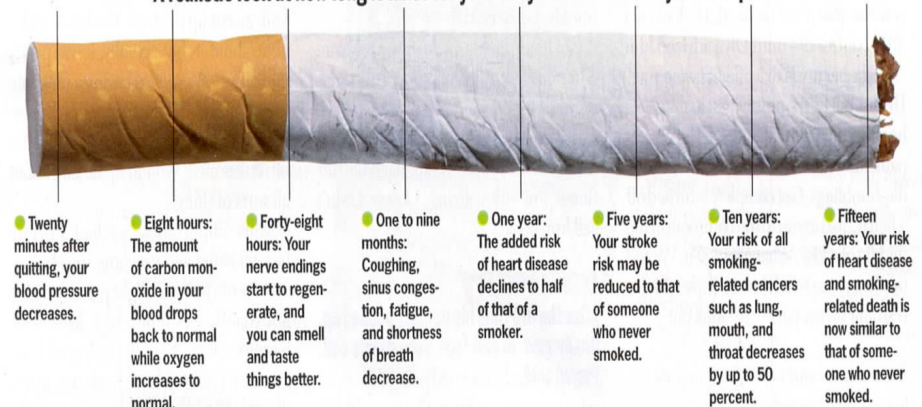 Twenty
minutes after
quitting, your
blood pressure
decreases.
Eight hours:
The amount
of carbon mon-
oxide in your
blood drops
back to normal
while oxygen
increases to
normal.
Forty-eight
hours: Your
nerve endings
start to regen-
erate, and
you can smell
and taste
things better.
One to nine
months:
Coughing,
sinus conges-
tion, fatigue,
and shortness
of breath
decrease.
One year:
The added risk
of heart disease
declines to half
of that of a
smoker.
Five years:
Your stroke
risk may be
reduced to that
of someone
who never
smoked.
Ten years:
Your risk of all
smoking-
related cancers
such as lung,
mouth, and
throat decreases
by up to 50
percent.
Fifteen
years: Your risk
of heart disease
and smoking-
related death is
now similar to
that of some-
one who never
smoked.